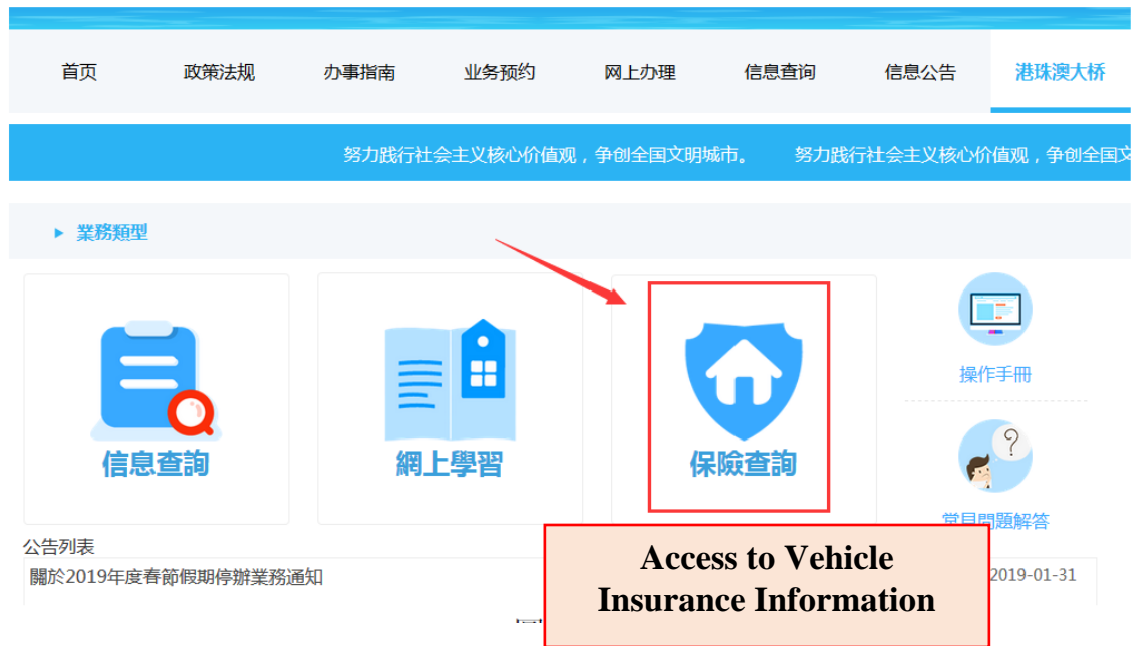 首页 政策法规 办事指南 业务预约 网上办理 信息查询 信息公告 港珠澳大桥
努力践行社会主义核心价值观，争创全国文明城市。 努力践行社会主义核心价值观，争创全国文
業務類型
信息查詢 網上學習 保險查詢
操作手冊
常見問題解答
公告列表
關於2019年度春節假期停辦業務通知 2019-01-31
Access to Vehicle
Insurance Information